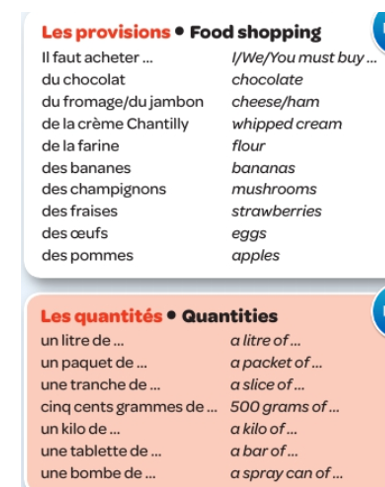 Les provisions • Food shopping
Il faut acheter ... I/We/You must buy ...
du chocolat chocolate
du fromage/du jambon cheese/ham
de la crème Chantilly whipped cream
de la farine flour
des bananes bananas
des champignons mushrooms
des fraises strawberries
des œufs eggs
des pommes apples
Les quantités • Quantities
un litre de ... a litre of ...
un paquet de ... a packet of ...
une tranche de ... a slice of ...
cinq cents grammes de ... 500 grams of ...
un kilo de ... a kilo of ...
une tablette de ... a bar of ...
une bombe de ... a spray can of ...